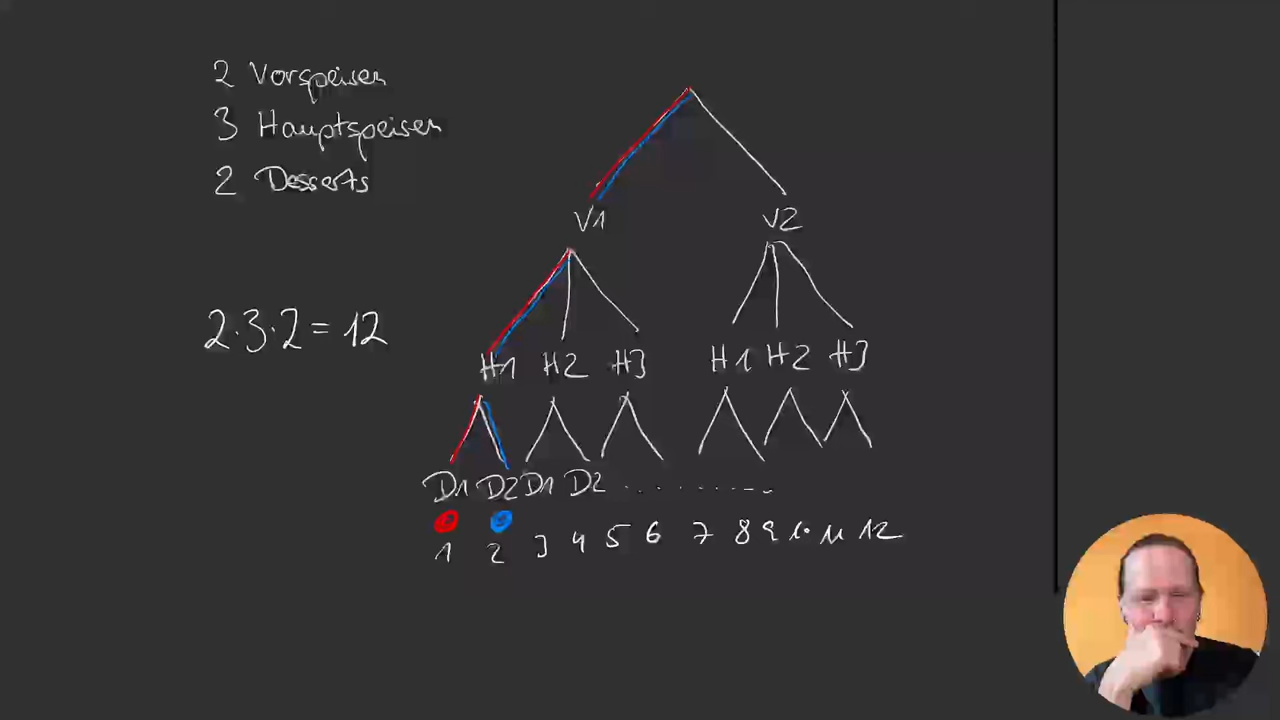 2 Vorspeisen
3 Hauptspeisen
2 Desserts
2·3·2 = 12
V1 V2
H1 H2 H3 H1 H2 H3
D1 D2 D1 D2 . . . . . . . . . .
1 2 3 4 5 6 7 8 9 10 11 12